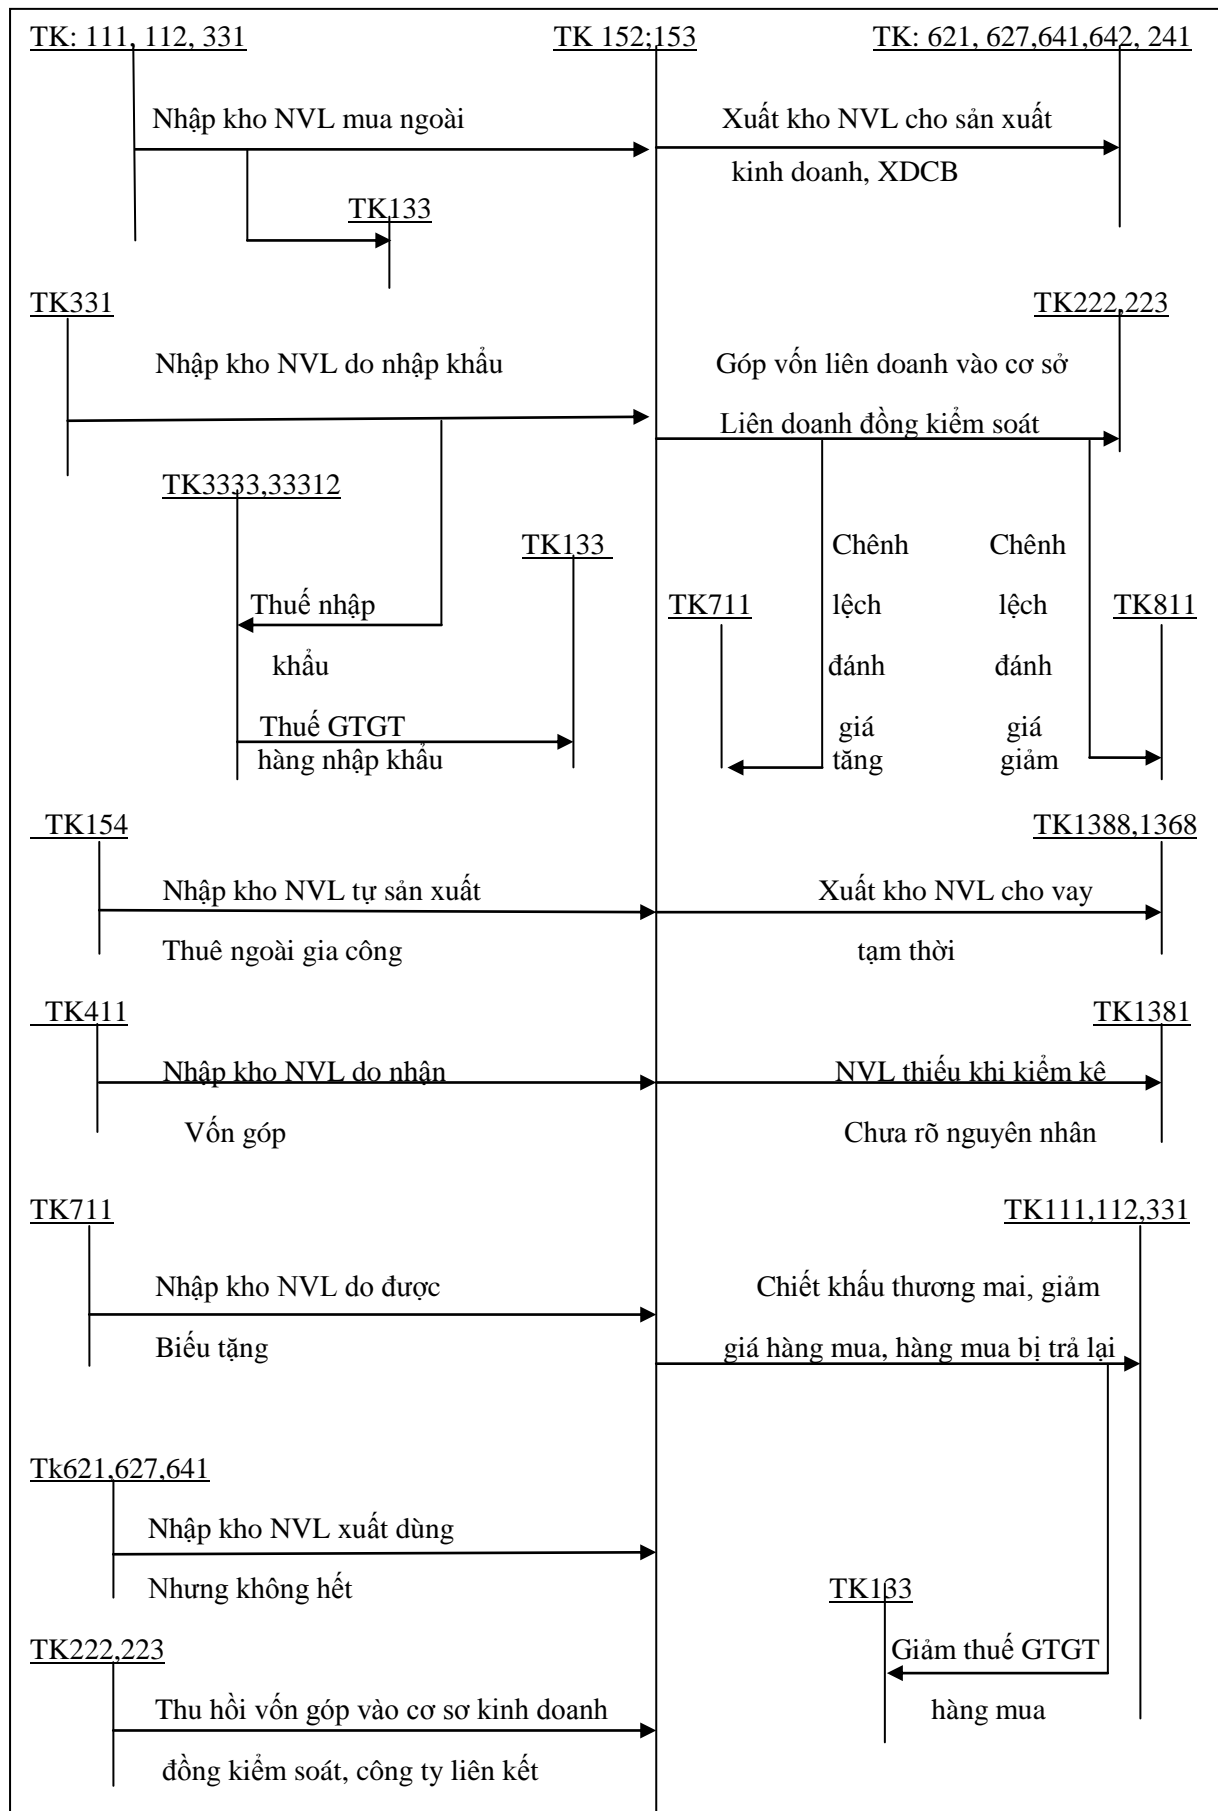 TK: 111, 112, 331
TK 152;153
TK: 621, 627,641,642, 241
Nhập kho NVL mua ngoài
Xuất kho NVL cho sản xuất
kinh doanh, XDCB
TK133
TK331
TK222,223
Nhập kho NVL do nhập khẩu
Góp vốn liên doanh vào cơ sở
Liên doanh đồng kiểm soát
TK3333,33312
TK133
Chênh
lệch
đánh
giá
tăng
Chênh
lệch
đánh
giá
giảm
Thuế nhập
khẩu
TK711
TK811
Thuế GTGT
hàng nhập khẩu
TK154
TK1388,1368
Nhập kho NVL tự sản xuất
Xuất kho NVL cho vay
Thuê ngoài gia công
tạm thời
TK411
TK1381
Nhập kho NVL do nhận
NVL thiếu khi kiểm kê
Vốn góp
Chưa rõ nguyên nhân
TK711
TK111,112,331
Nhập kho NVL do được
Chiết khấu thương mai, giảm
Biếu tặng
giá hàng mua, hàng mua bị trả lại
Tk621,627,641
Nhập kho NVL xuất dùng
Nhưng không hết
TK133
TK222,223
Giảm thuế GTGT
Thu hồi vốn góp vào cơ sơ kinh doanh
hàng mua
đồng kiểm soát, công ty liên kết